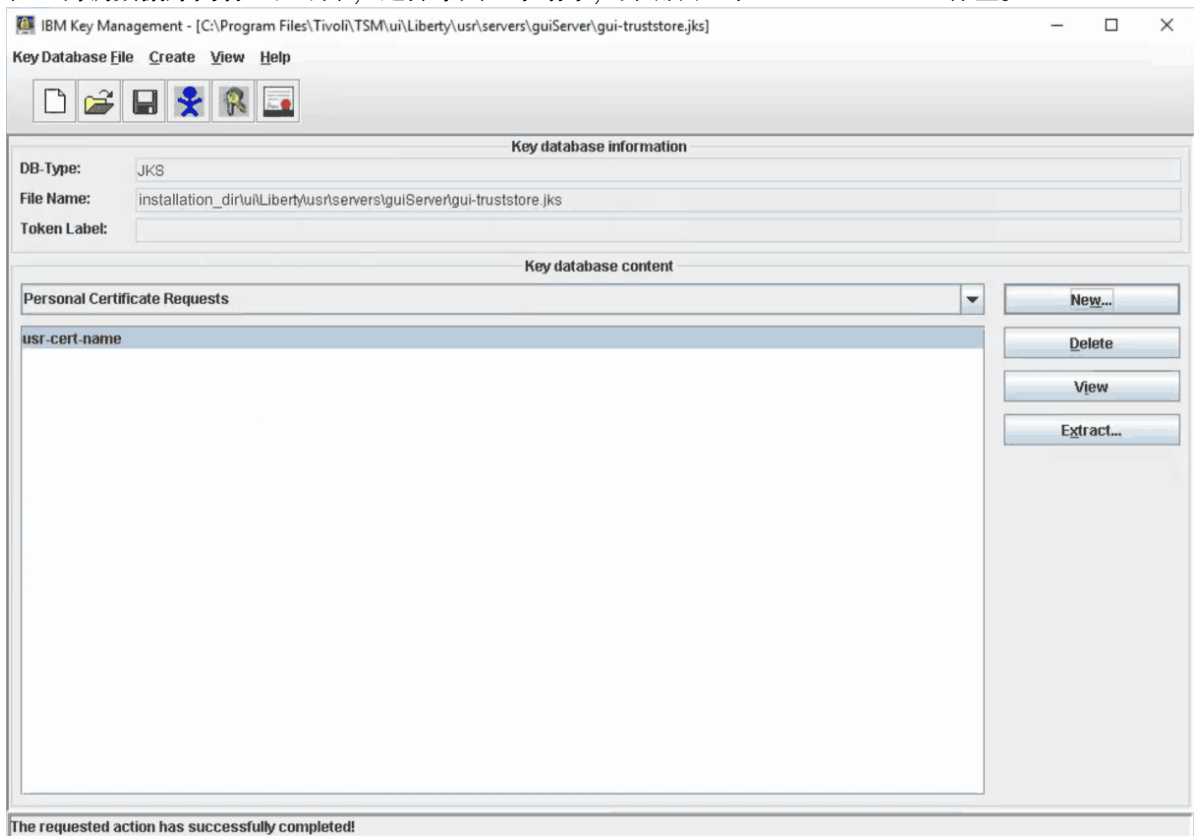 IBM Key Management - [C:\Program Files\Tivoli\TSM\ui\Liberty\usr\servers\guiServer\gui-truststore.jks]
Key Database File Create View Help
Key database information
DB-Type: JKS
File Name: installation_dir\ui\Liberty\usr\servers\guiServer\gui-truststore.jks
Token Label:
Key database content
Personal Certificate Requests
New...
usr-cert-name
Delete
View
Extract...
The requested action has successfully completed!